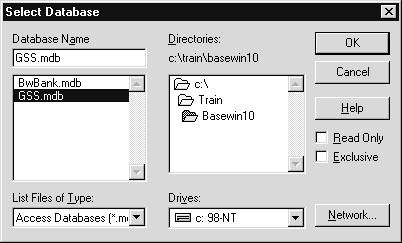 Select Database
Database Name
GSS.mdb
BwBank.mdb
GSS.mdb
List Files of Type:
Access Databases (*.m
Directories:
c:\train\basewin10
c:\
Train
Basewin10
Drives:
c: 98-NT
OK
Cancel
Help
Read Only
Exclusive
Network...